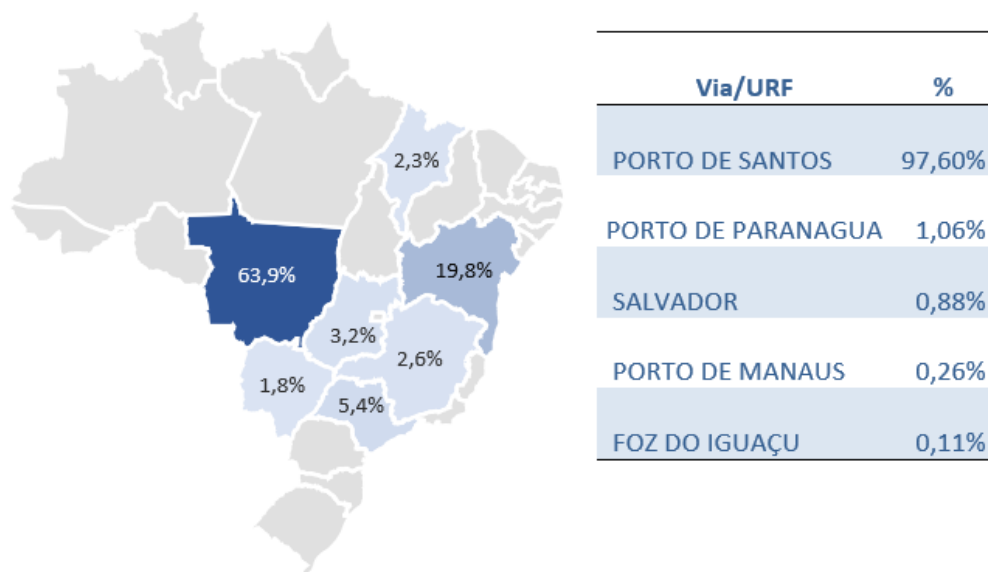 2,3%
63,9%
19,8%
3,2%
2,6%
1,8%
5,4%
Via/URF %
PORTO DE SANTOS 97,60%
PORTO DE PARANAGUA 1,06%
SALVADOR 0,88%
PORTO DE MANAUS 0,26%
FOZ DO IGUAÇU 0,11%